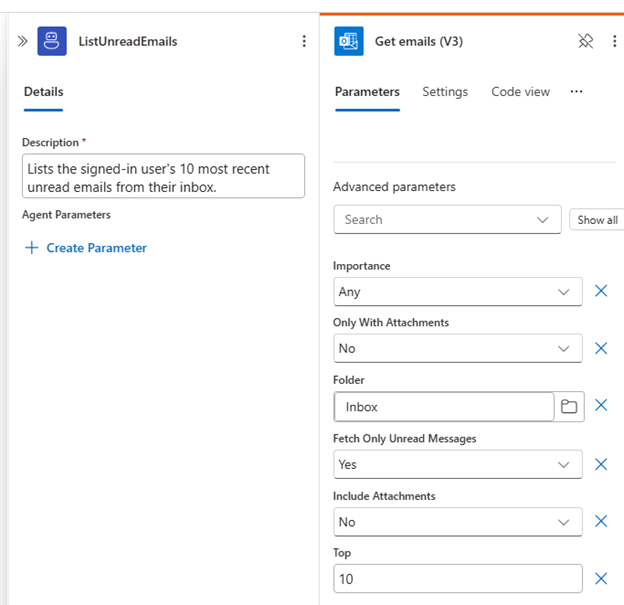 ListUnreadEmails
Details
Description *
Lists the signed-in user's 10 most recent
unread emails from their inbox.
Agent Parameters
Create Parameter
Get emails (V3)
Parameters Settings Code view
Advanced parameters
Search
Show all
Importance
Any
Only With Attachments
No
Folder
Inbox
Fetch Only Unread Messages
Yes
Include Attachments
No
Top
10